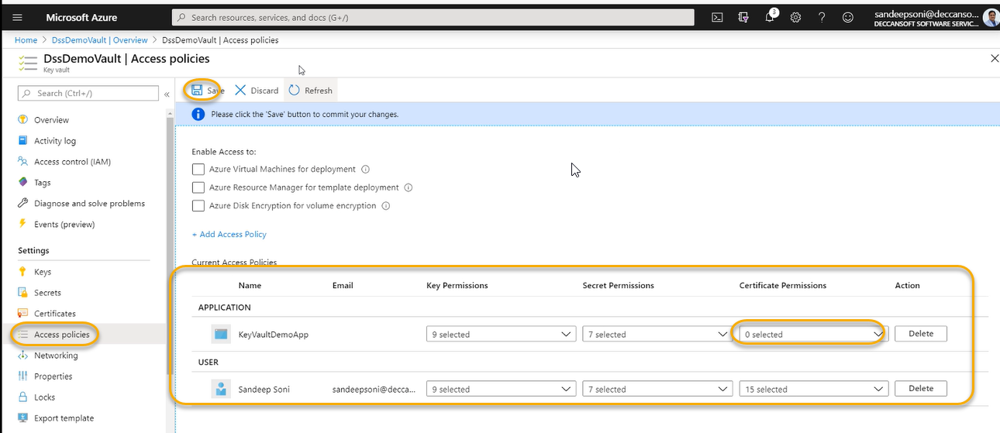 Microsoft Azure
Search resources, services, and docs (G+/)
3
sandeepsoni@deccanso...
DECCANSOFT SOFTWARE SERVIC...
Home > DssDemoVault | Overview > DssDemoVault | Access policies
DssDemoVault | Access policies
Key vault
Search (Ctrl+/)
«
Save
Discard
Refresh
Please click the 'Save' button to commit your changes.
Overview
Activity log
Access control (IAM)
Tags
Diagnose and solve problems
Events (preview)
Settings
Keys
Secrets
Certificates
Access policies
Networking
Properties
Locks
Export template
Enable Access to:
Azure Virtual Machines for deployment
Azure Resource Manager for template deployment
Azure Disk Encryption for volume encryption
+ Add Access Policy
Current Access Policies
Name Email Key Permissions Secret Permissions Certificate Permissions Action
APPLICATION
KeyVaultDemoApp 9 selected 7 selected 0 selected Delete
USER
Sandeep Soni sandeepsoni@decca... 9 selected 7 selected 15 selected Delete